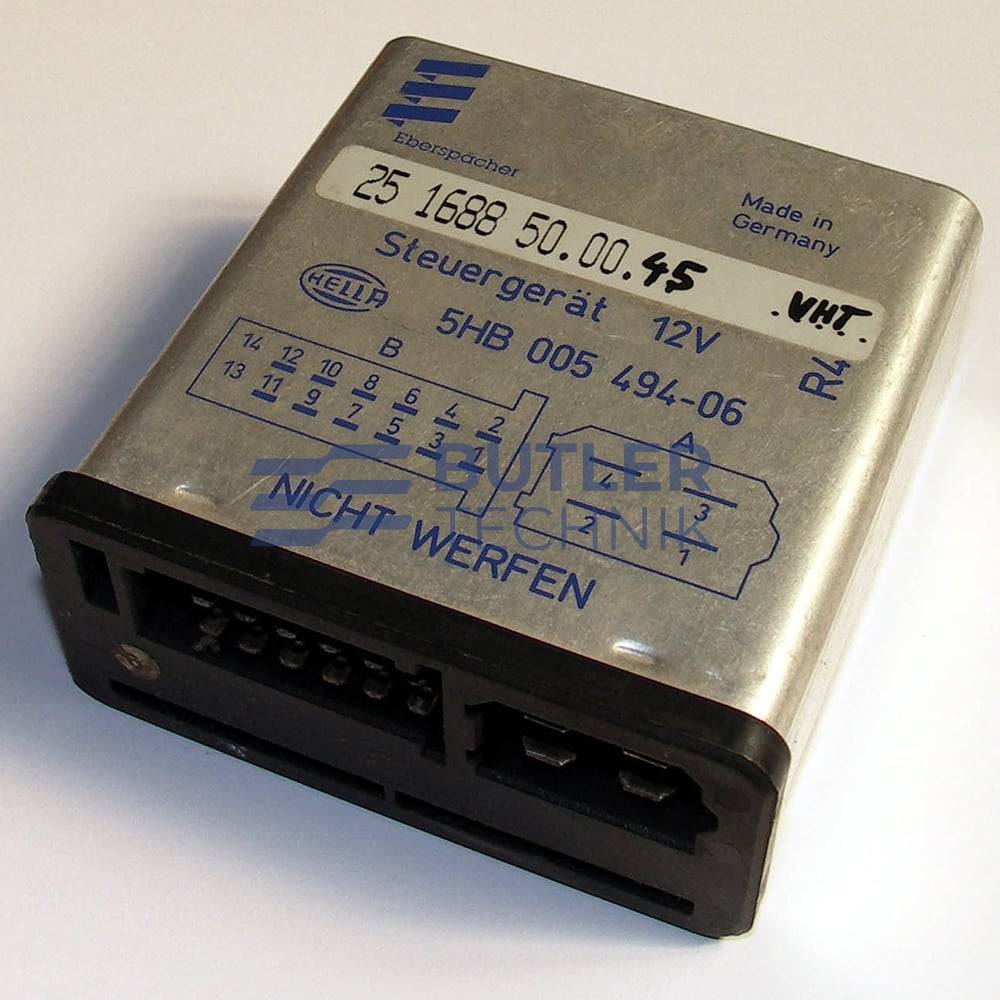 Eberspächer
Made in
Germany
25 1688 50.00.45 .VHT.
Steuergerät 12V
HELLA
5HB 005 494-06
R4
B
14 12 10 8 6 4 2
13 11 9 7 5 3 1
A
4 3
2 1
NICHT WERFEN
BUTLER
TECHNIK